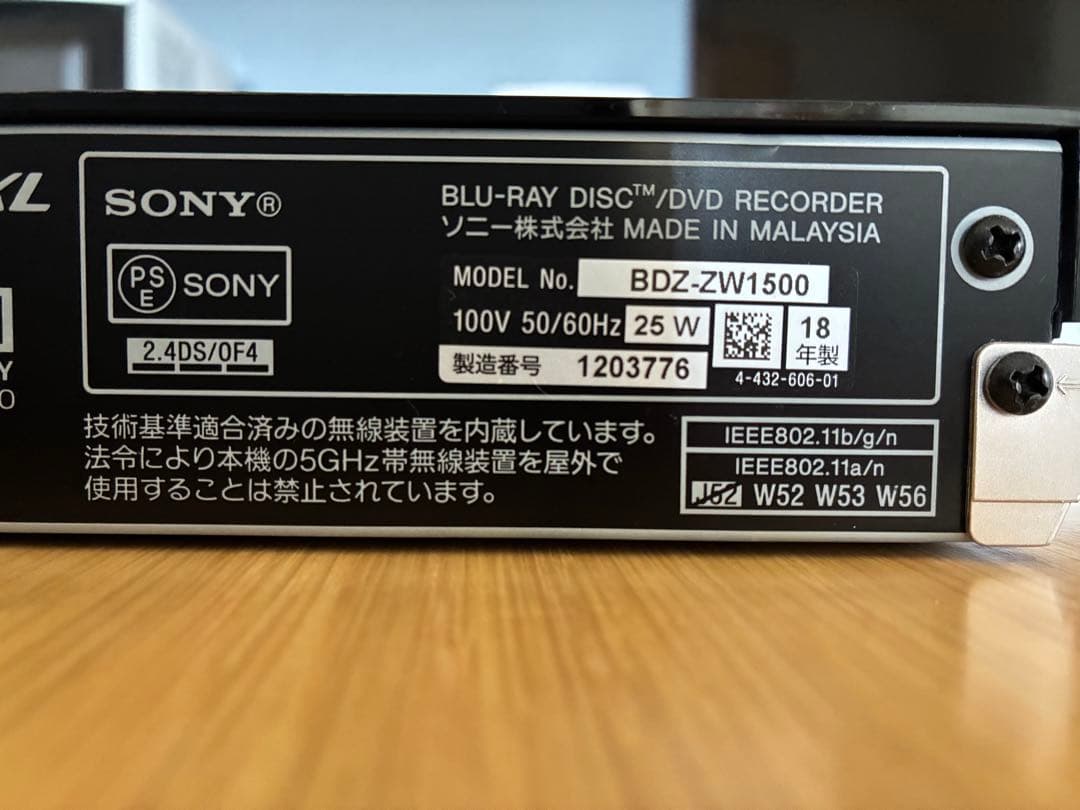 SONY®
BLU-RAY DISC™/DVD RECORDER
ソニー株式会社 MADE IN MALAYSIA
PSE SONY
MODEL No. BDZ-ZW1500
100V 50/60Hz 25 W
18年製
2.4DS/OF4
製造番号 1203776
4-432-606-01
技術基準適合済みの無線装置を内蔵しています。
法令により本機の5GHz帯無線装置を屋外で
使用することは禁止されています。
IEEE802.11b/g/n
IEEE802.11a/n
J52 W52 W53 W56